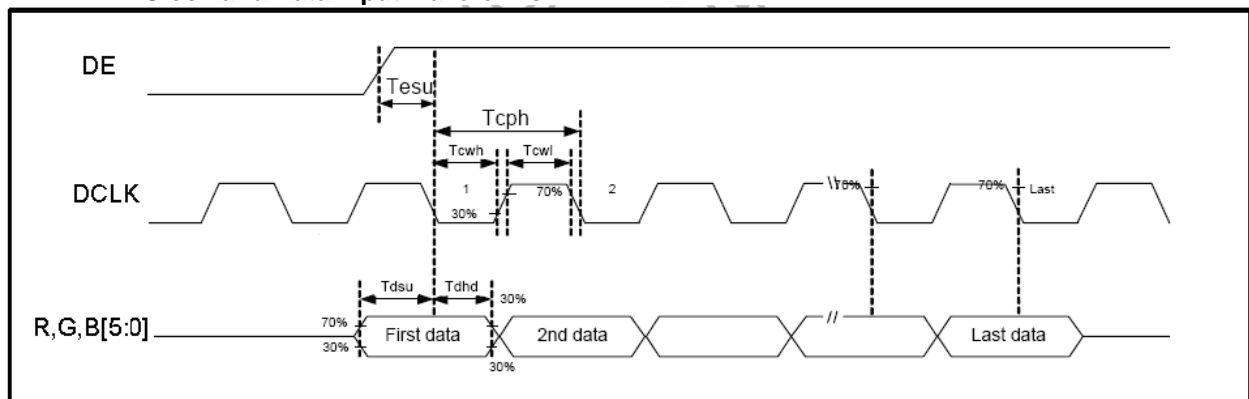 DE
Tesu
Tcph
Tcwh
Tcwl
DCLK
1
70%
2
\\
70%
70%
Last
30%
Tdsu
Tdhd
30%
R,G,B[5:0]
70%
First data
2nd data
//
Last data
30%
30%